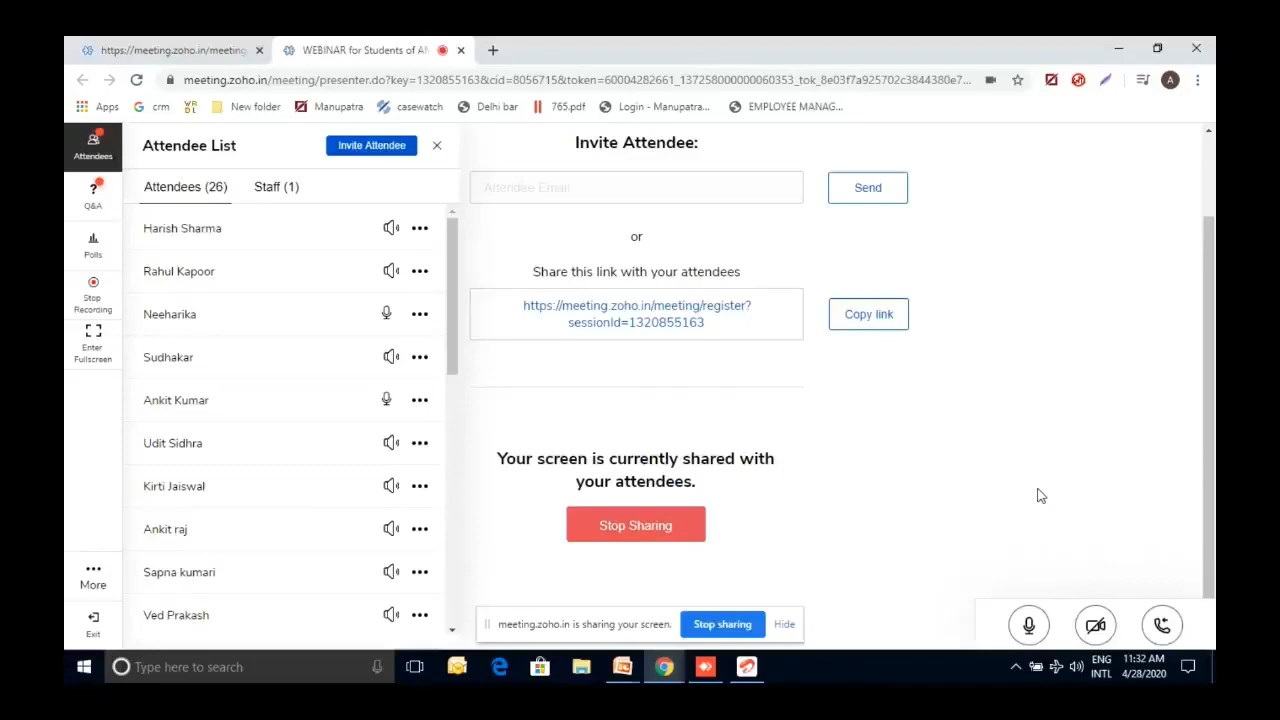 https://meeting.zoho.in/meeting
WEBINAR for Students of
meeting.zoho.in/meeting/presenter.do?key=1320855163&cid=8056715&token=60004282661_137258000000060353_tok_8e03f7a925702c3844380e7...
Apps
crm
New folder
Manupatra
casewatch
Delhi bar
765.pdf
Login - Manupatra...
EMPLOYEE MANAG...
Attendees
Q&A
Polls
Stop
Recording
Enter
Fullscreen
More
Exit
Attendee List
Invite Attendee
Attendees (26)
Staff (1)
Harish Sharma
Rahul Kapoor
Neeharika
Sudhakar
Ankit Kumar
Udit Sidhra
Kirti Jaiswal
Ankit raj
Sapna kumari
Ved Prakash
Invite Attendee:
Attendee Email
Send
or
Share this link with your attendees
https://meeting.zoho.in/meeting/register?
sessionId=1320855163
Copy link
Your screen is currently shared with
your attendees.
Stop Sharing
meeting.zoho.in is sharing your screen.
Stop sharing
Hide
Type here to search
ENG
INTL
11:32 AM
4/28/2020
A